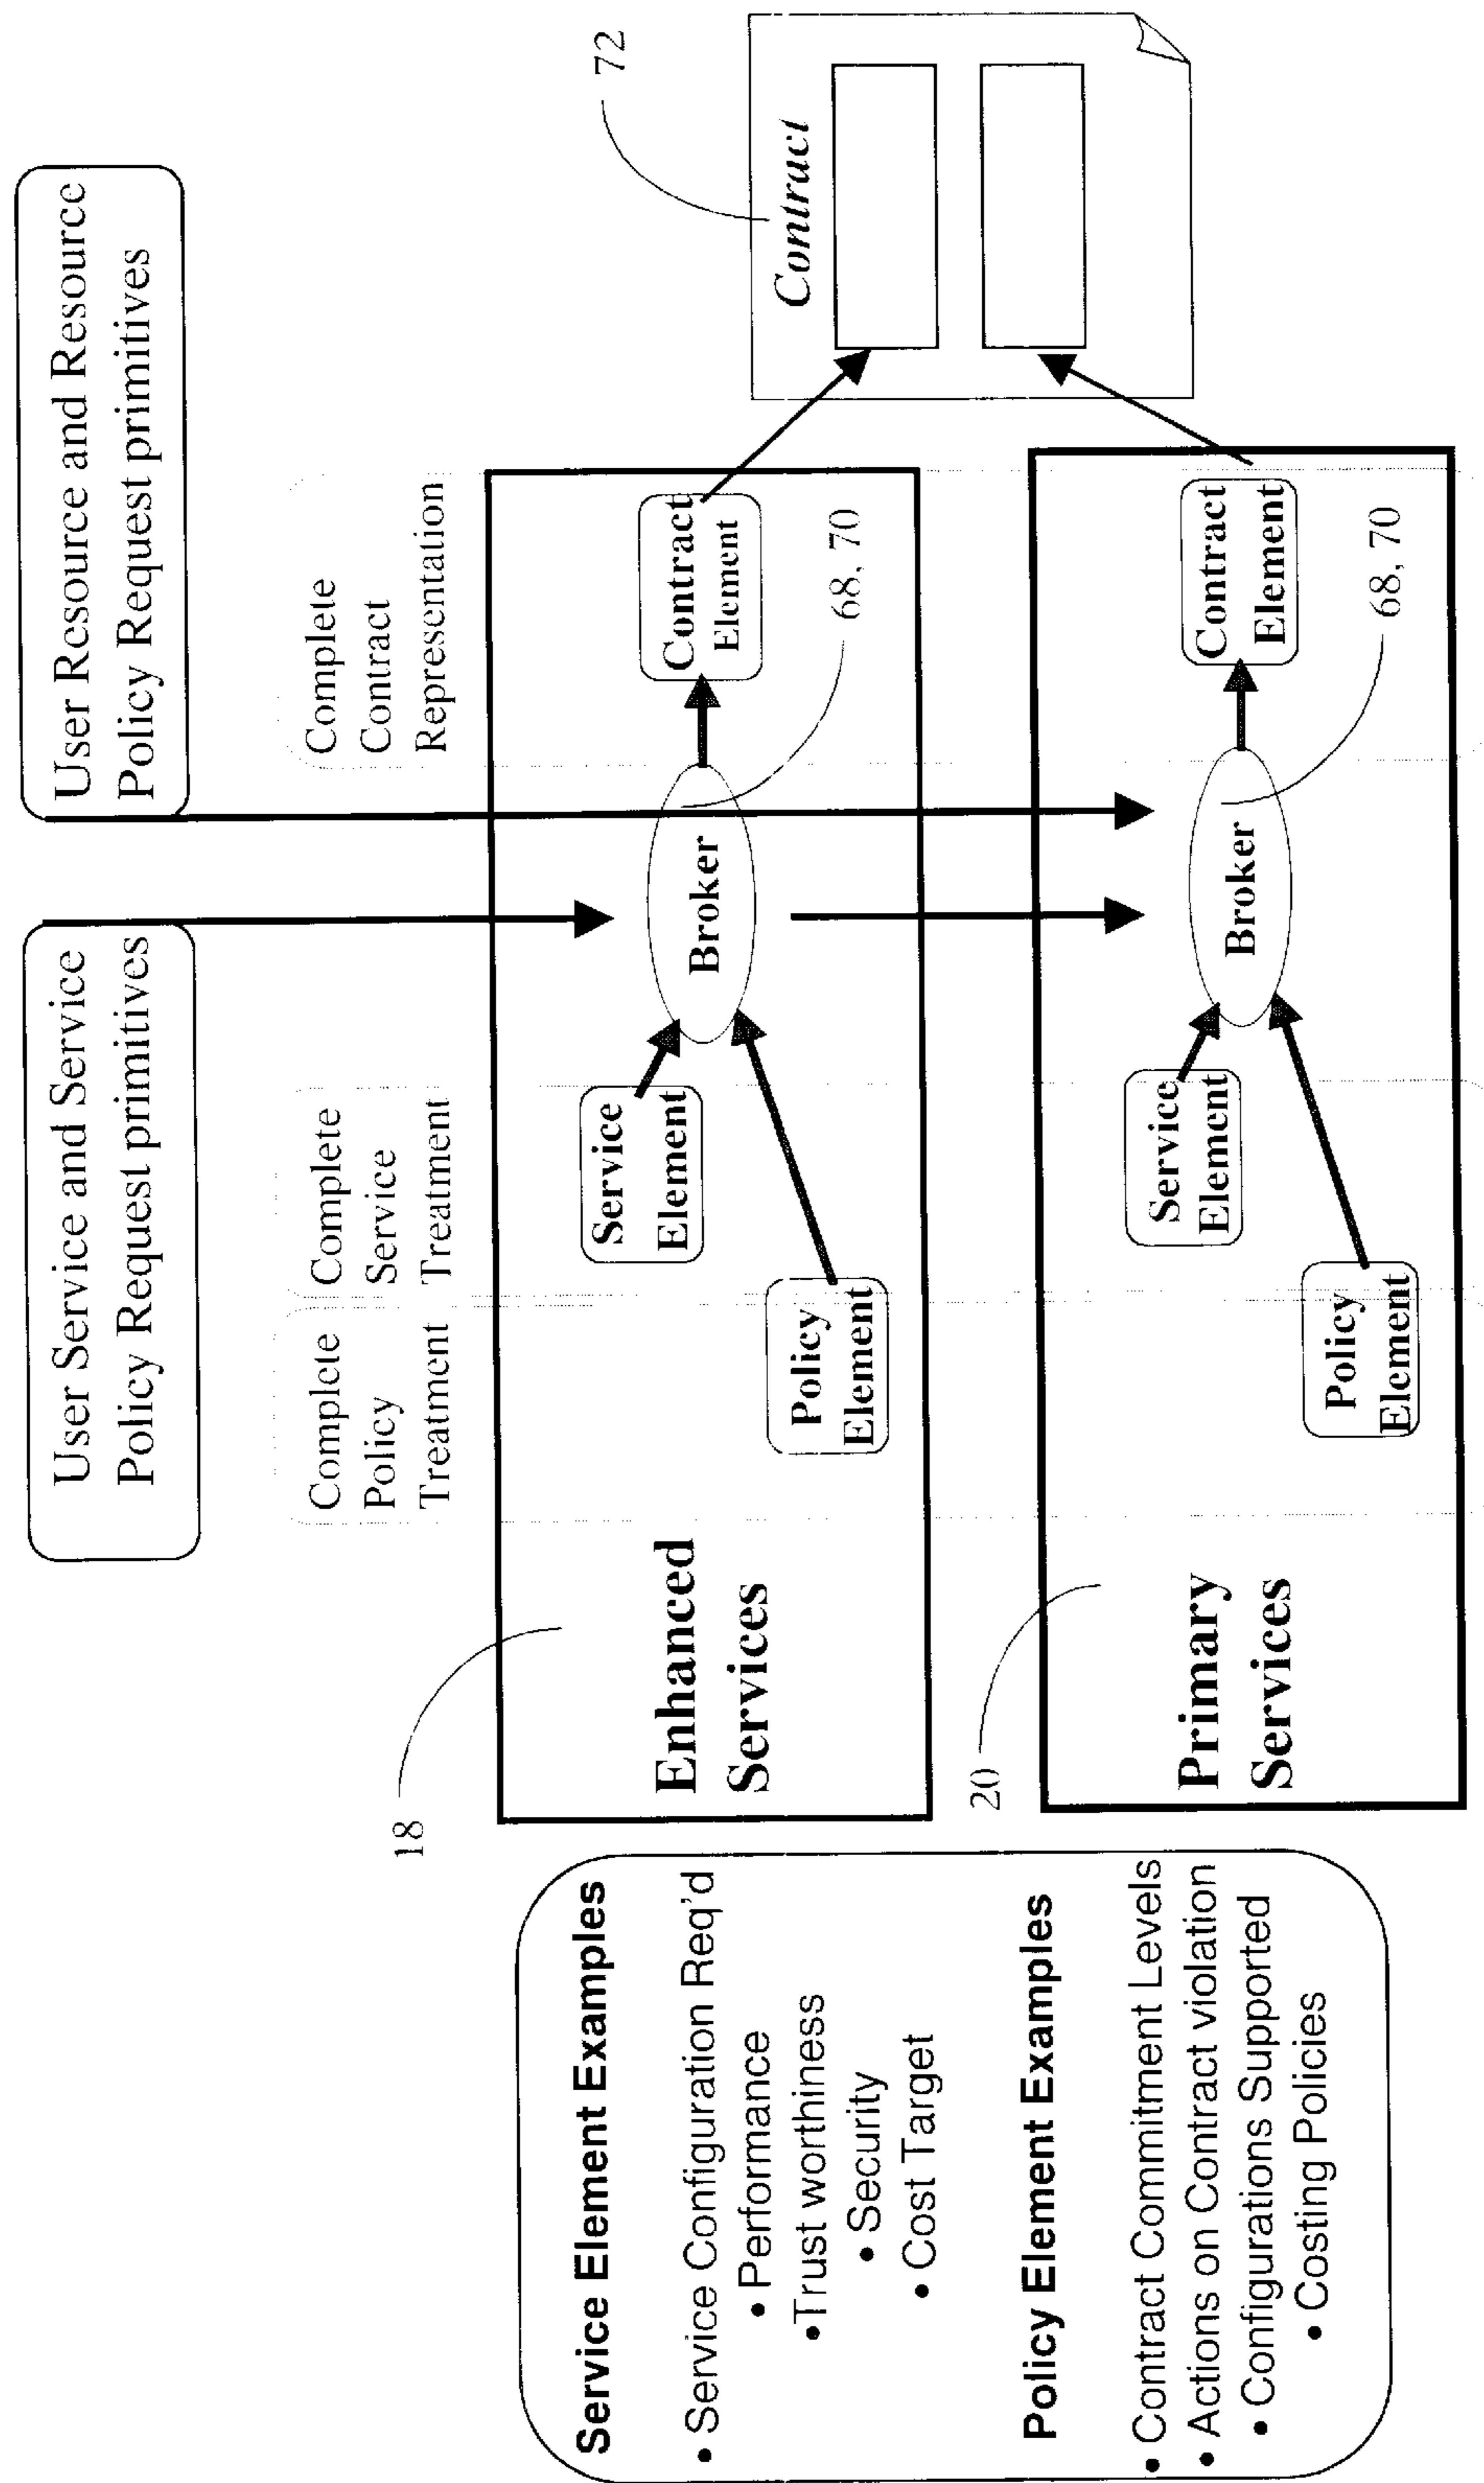 User Service and Service
Policy Request primitives
User Resource and Resource
Policy Request primitives
Complete
Policy
Treatment
Complete
Service
Treatment
Complete
Contract
Representation
72
18
Enhanced
Services
Policy
Element
Service
Element
Broker
Contract
Element
68, 70
Contract
20
Primary
Services
Policy
Element
Service
Element
Broker
Contract
Element
68, 70
Service Element Examples
• Service Configuration Req'd
• Performance
•Trust worthiness
• Security
• Cost Target
Policy Element Examples
• Contract Commitment Levels
• Actions on Contract violation
• Configurations Supported
• Costing Policies